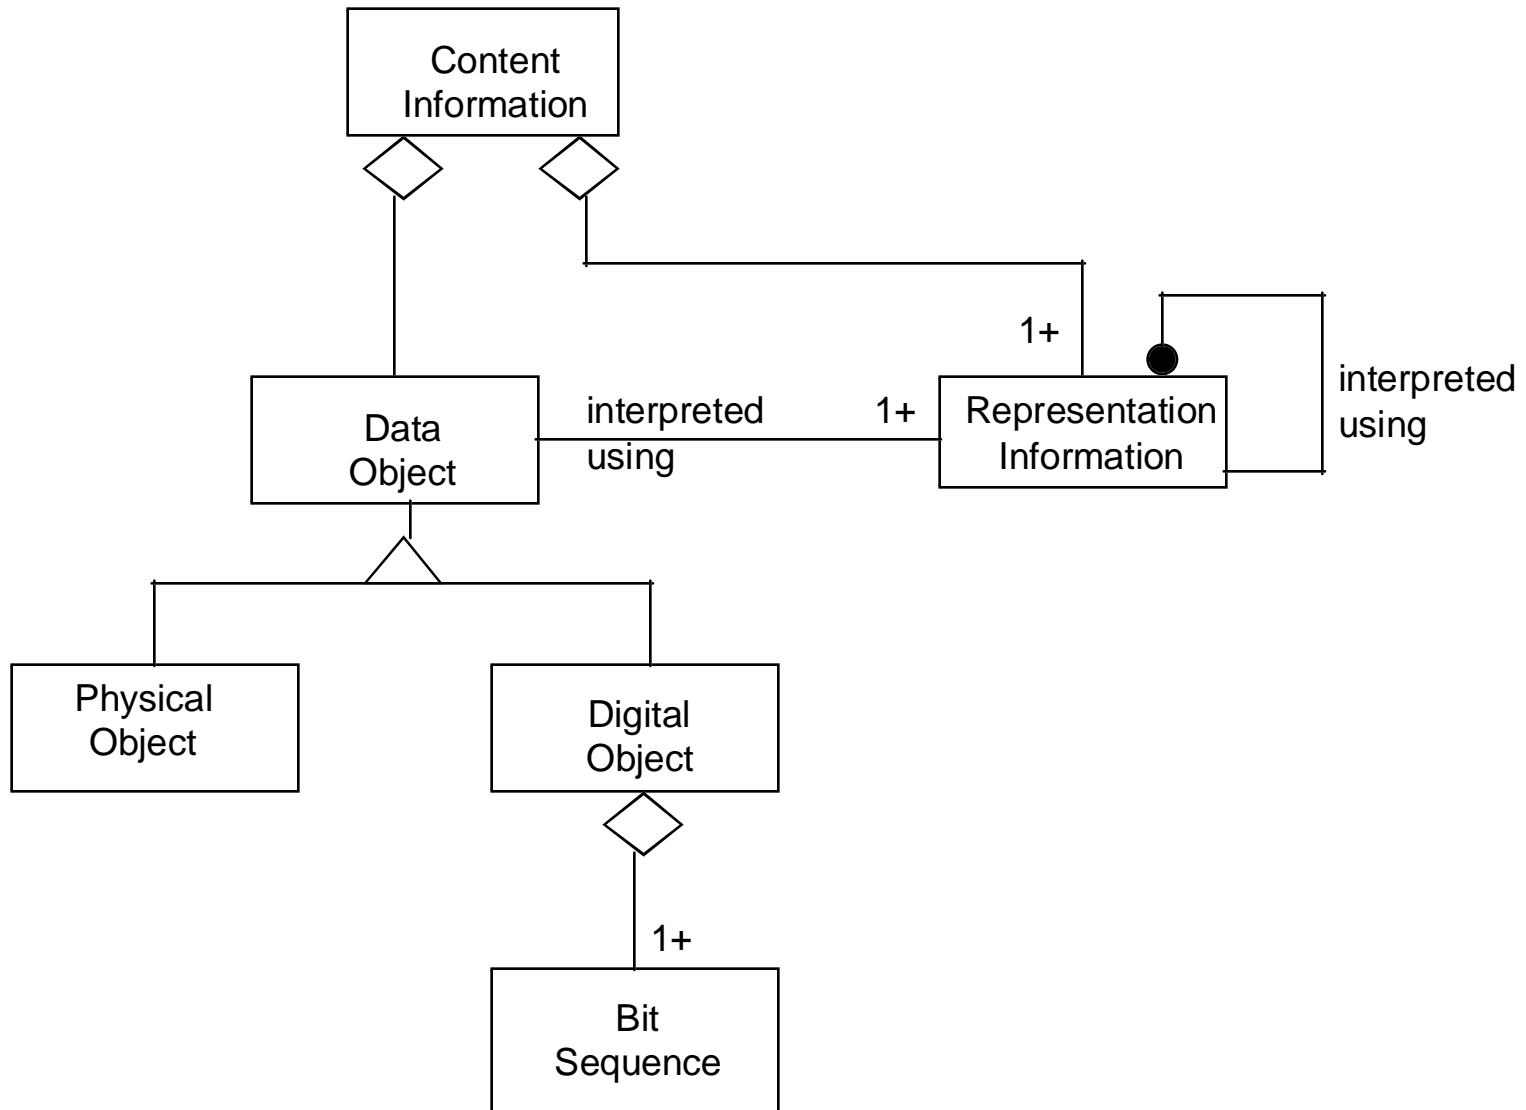 Content
Information
1+
interpreted
using
Data
Object
interpreted
using
1+
Representation
Information
Physical
Object
Digital
Object
1+
Bit
Sequence